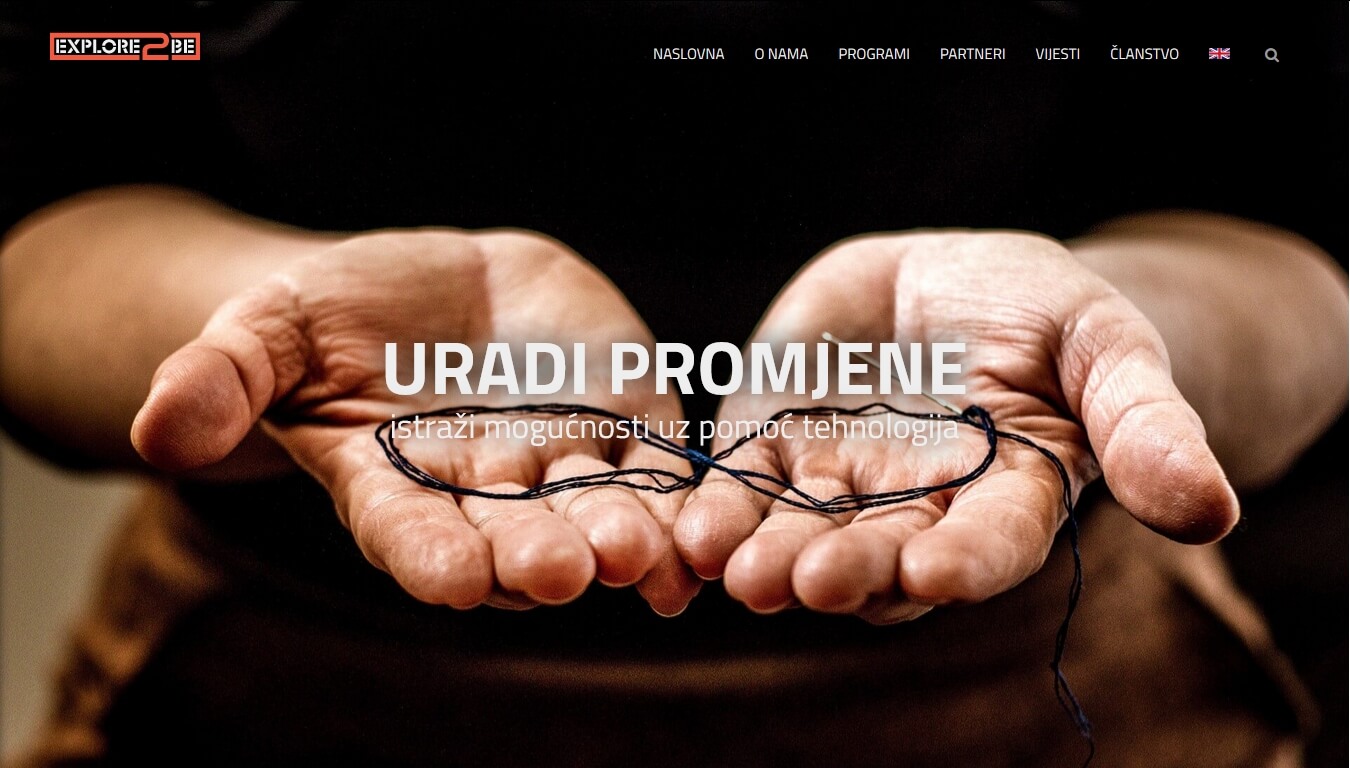 EXPLORE2BE
NASLOVNA O NAMA PROGRAMI PARTNERI VIJESTI ČLANSTVO
URADI PROMJENE
istraži mogućnosti uz pomoć tehnologija